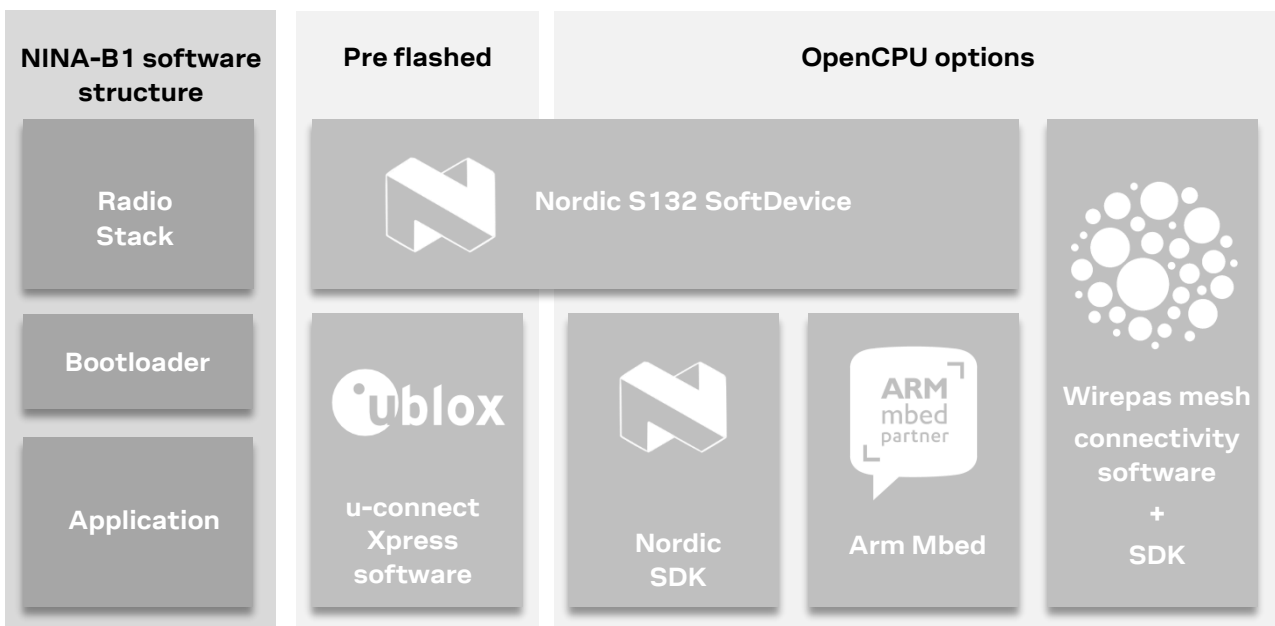 NINA-B1 software
structure
Pre flashed
OpenCPU options
Radio
Stack
Nordic S132 SoftDevice
Bootloader
Application
ublox
u-connect
Xpress
software
Nordic
SDK
ARM
mbed
partner
Arm Mbed
Wirepas mesh
connectivity
software
+
SDK